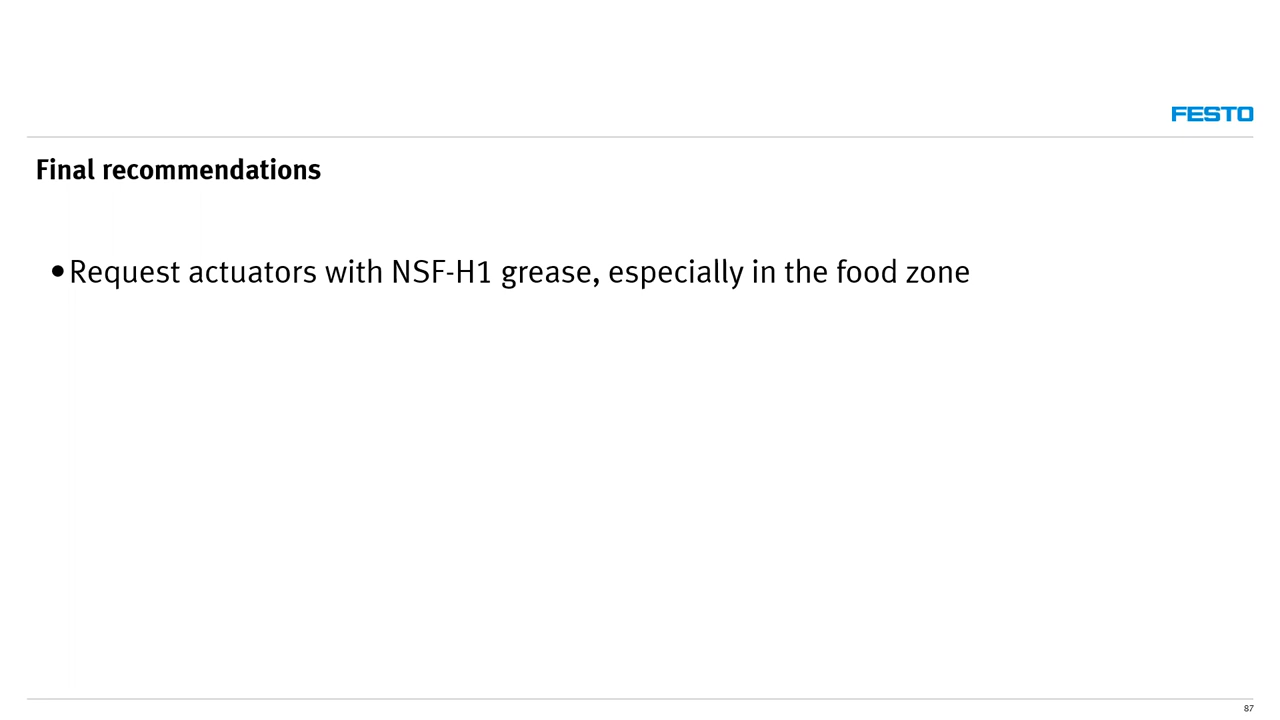 FESTO
Final recommendations
•Request actuators with NSF-H1 grease, especially in the food zone
87